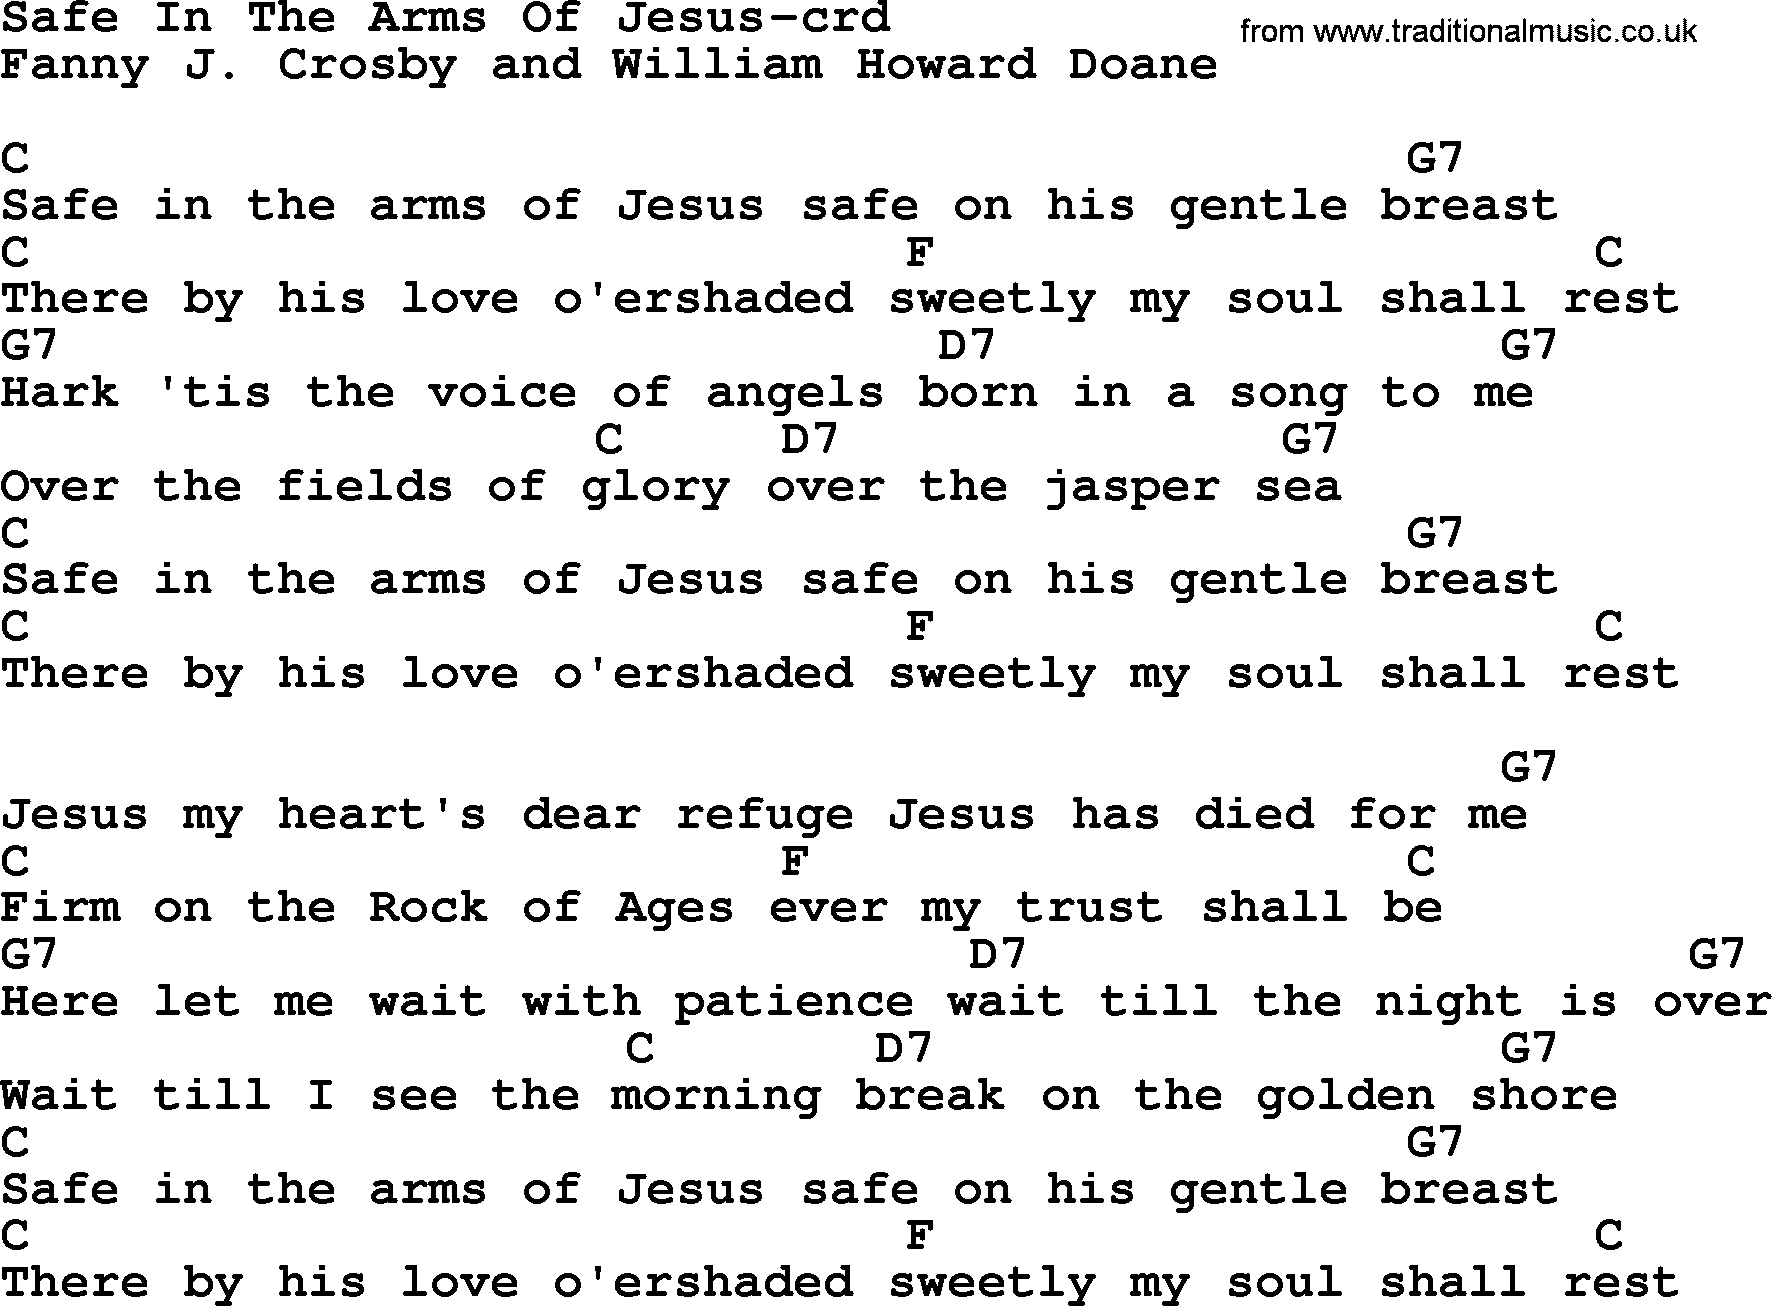 Safe In The Arms Of Jesus-crd
from www.traditionalmusic.co.uk
Fanny J. Crosby and William Howard Doane
C G7
Safe in the arms of Jesus safe on his gentle breast
C F C
There by his love o'ershaded sweetly my soul shall rest
G7 D7 G7
Hark 'tis the voice of angels born in a song to me
C D7 G7
Over the fields of glory over the jasper sea
C G7
Safe in the arms of Jesus safe on his gentle breast
C F C
There by his love o'ershaded sweetly my soul shall rest
G7
Jesus my heart's dear refuge Jesus has died for me
C F C
Firm on the Rock of Ages ever my trust shall be
G7 D7 G7
Here let me wait with patience wait till the night is over
C D7 G7
Wait till I see the morning break on the golden shore
C G7
Safe in the arms of Jesus safe on his gentle breast
C F C
There by his love o'ershaded sweetly my soul shall rest